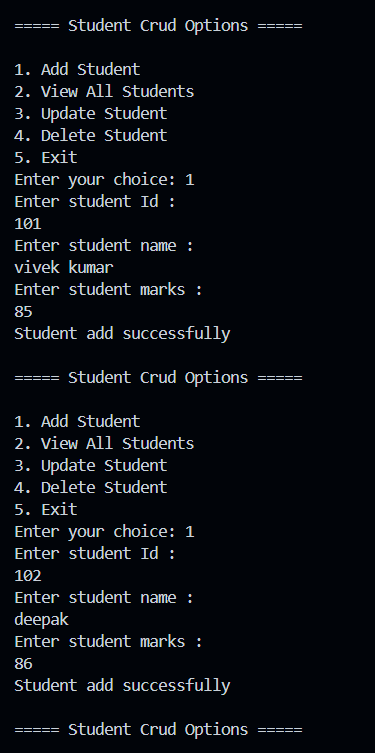 ===== Student Crud Options =====
1. Add Student
2. View All Students
3. Update Student
4. Delete Student
5. Exit
Enter your choice: 1
Enter student Id :
101
Enter student name :
vivek kumar
Enter student marks :
85
Student add successfully
===== Student Crud Options =====
1. Add Student
2. View All Students
3. Update Student
4. Delete Student
5. Exit
Enter your choice: 1
Enter student Id :
102
Enter student name :
deepak
Enter student marks :
86
Student add successfully
===== Student Crud Options =====